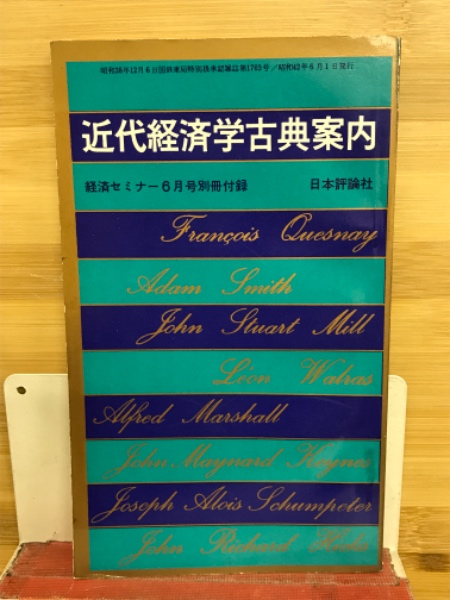 昭和36年12月6日国鉄東局特別扱承認雑誌第1703号／昭和42年6月1日発行
近代経済学古典案内
経済セミナー6月号別冊付録 日本評論社
François Quesnay
Adam Smith
John Stuart Mill
Léon Walras
Alfred Marshall
John Maynard Keynes
Joseph Alois Schumpeter
John Richard Hicks